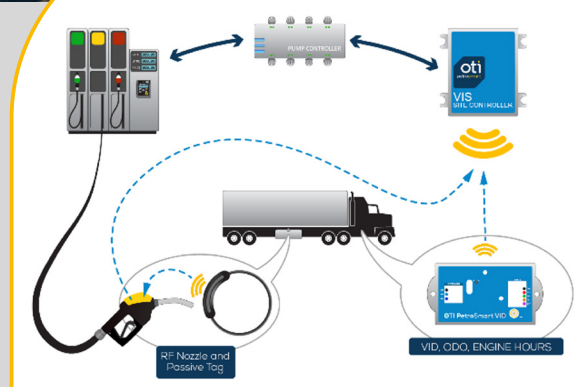 PUMP CONTROLLER
oti
petrosmart
VIS
SITE CONTROLLER
OTI PetroSmart VID
RF Nozzle and
Passive Tag
VID, ODO, ENGINE HOURS